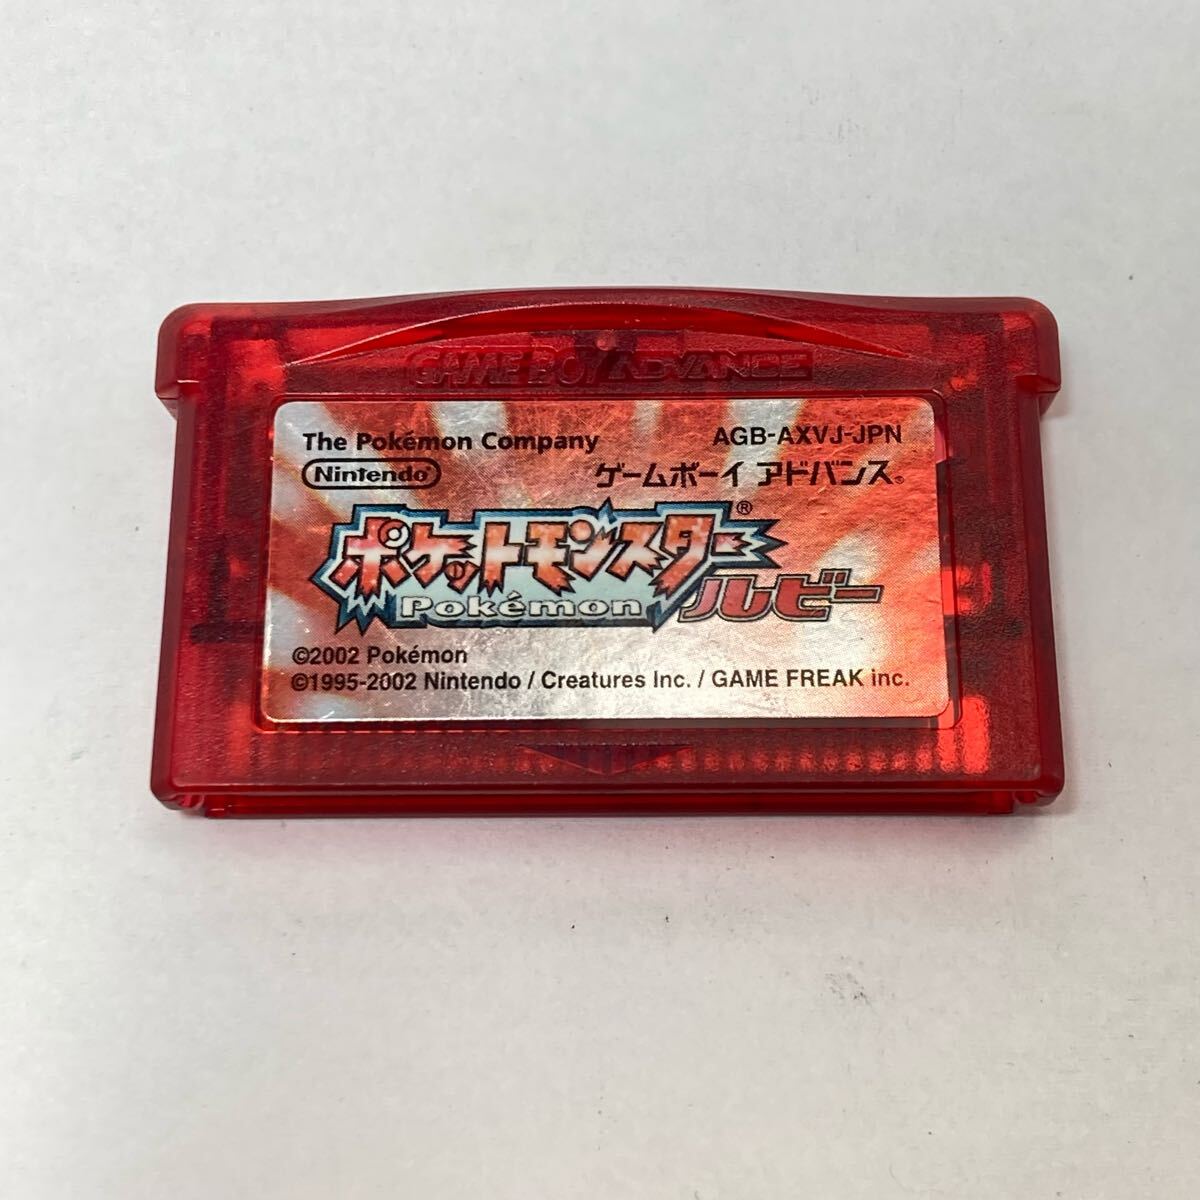 GAME BOY ADVANCE
The Pokémon Company
AGB-AXVJ-JPN
Nintendo®
ゲームボーイ アドバンス®
ポケットモンスター®
Pokémon
ルビー
©2002 Pokémon
©1995-2002 Nintendo / Creatures Inc. / GAME FREAK inc.